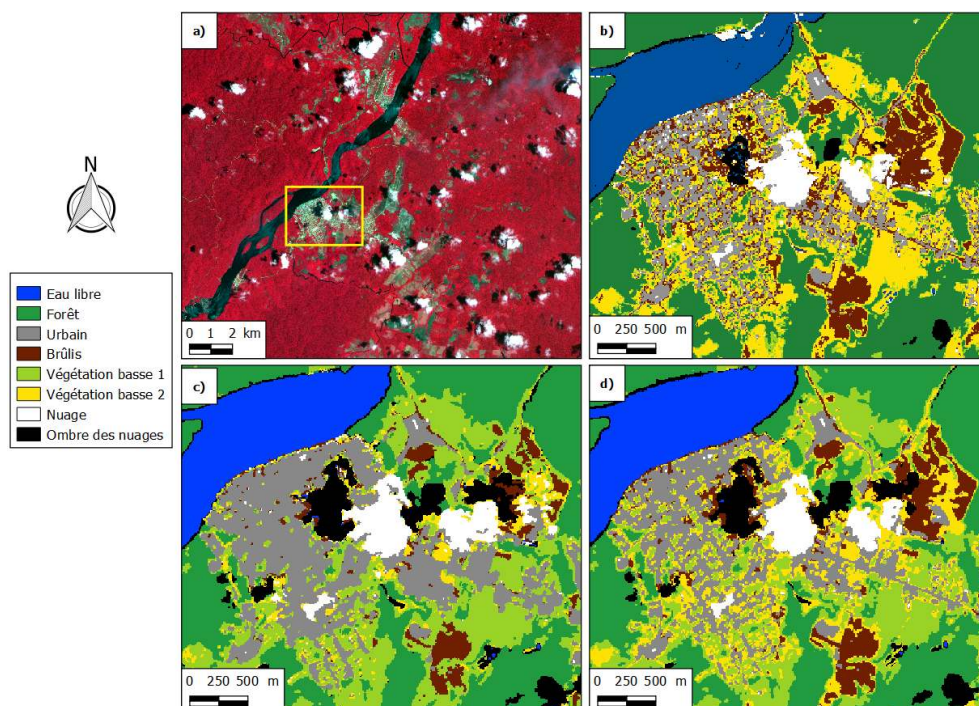 a)
b)
N
0 1 2 km
0 250 500 m
Eau libre
Forêt
Urbain
Brûlis
Végétation basse 1
Végétation basse 2
Nuage
Ombre des nuages
c)
d)
0 250 500 m
0 250 500 m